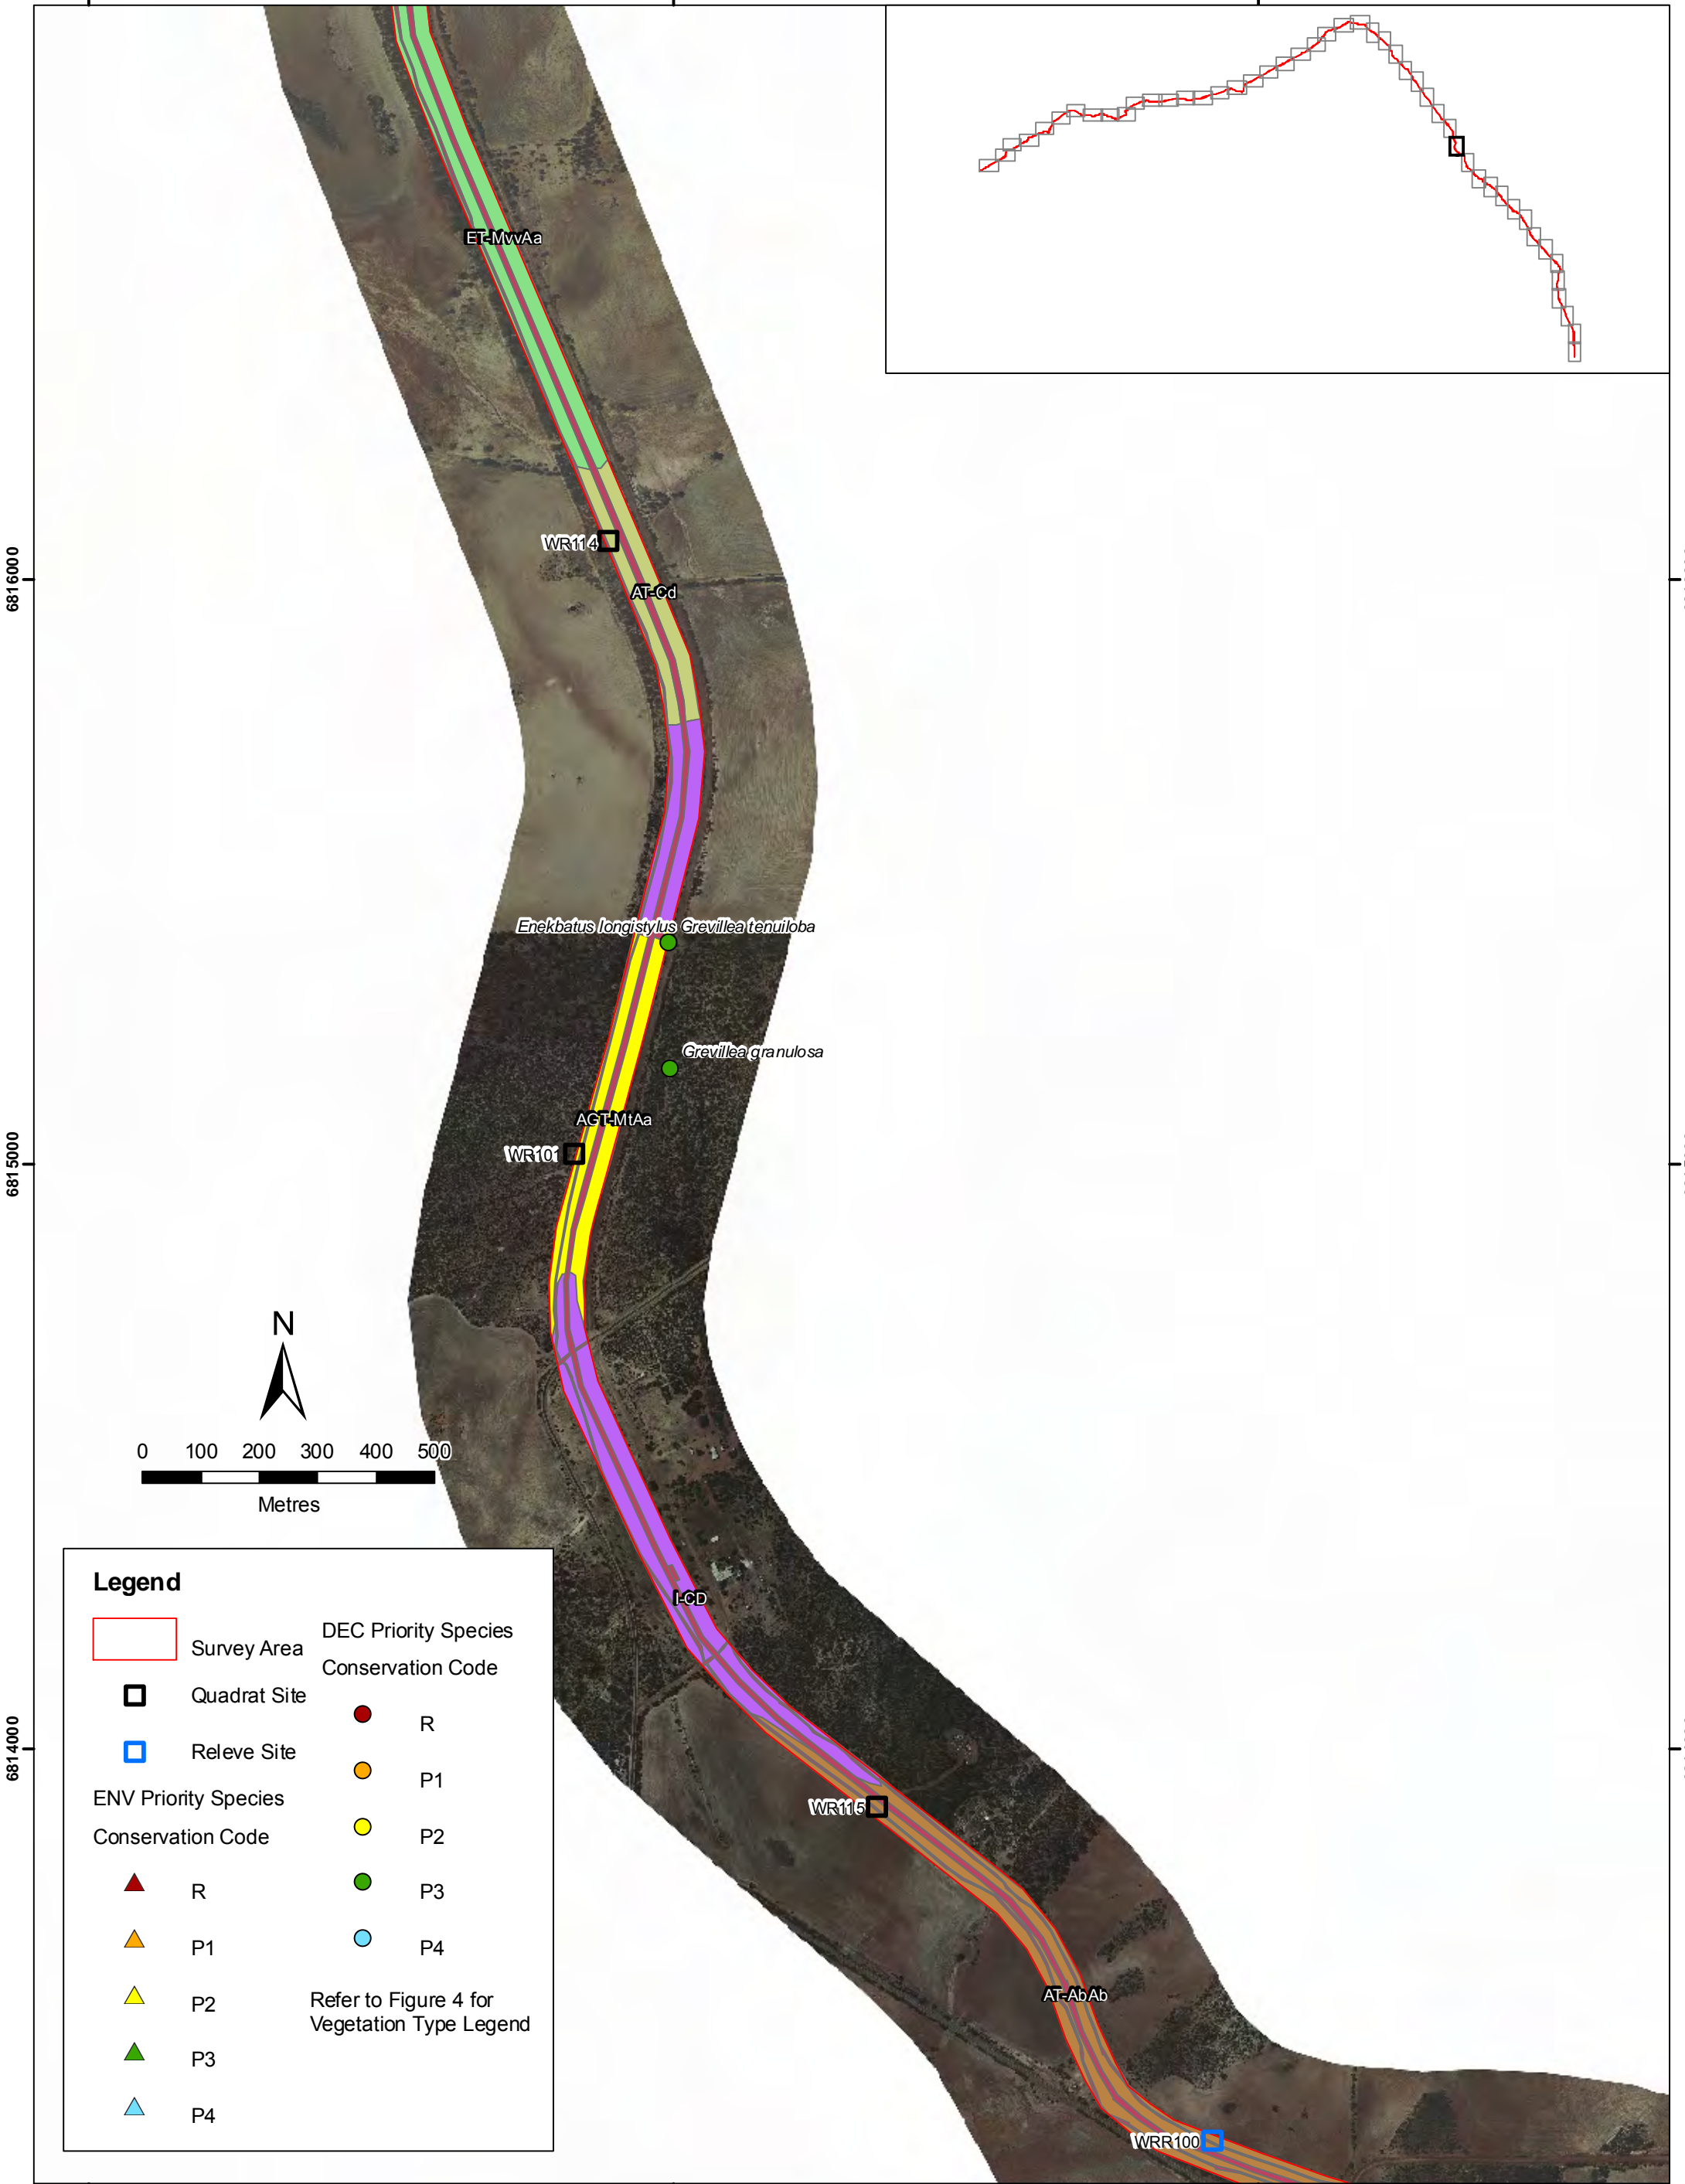 ET-MvvAa
WR114
6816000
AT-Cd
Enekbatus longistylus Grevillea tenuiloba
Grevillea granulosa
AGT-MtAa
WR101
6815000
N
0 100 200 300 400 500
Metres
I-CD
6814000
WR115
AT-AbAb
WRR100
Legend
Survey Area
Quadrat Site
Releve Site
ENV Priority Species
Conservation Code
R
P1
P2
P3
P4
DEC Priority Species
Conservation Code
R
P1
P2
P3
P4
Refer to Figure 4 for
Vegetation Type Legend